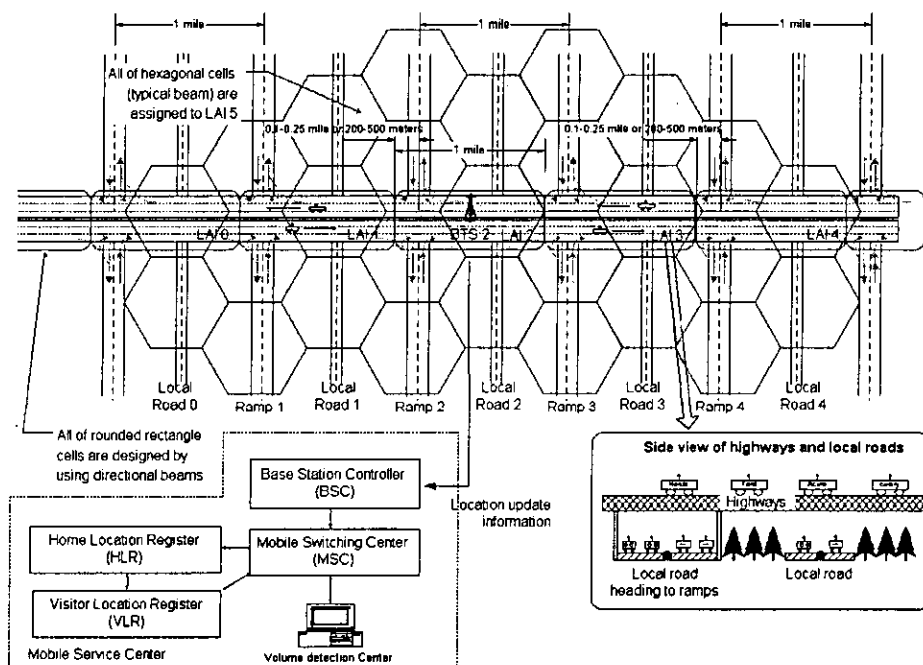 1 mile
1 mile
1 mile
All of hexagonal cells
(typical beam) are
assigned to LAI 5
0.1-0.25 mile or 200-500 meters
0.1-0.25 mile or 200-500 meters
1 mile
LAI 0
LAI 1
BTS 2
LAI 2
LAI 3
LAI 4
Local
Road 0
Ramp 1
Local
Road 1
Ramp 2
Local
Road 2
Ramp 3
Local
Road 3
Ramp 4
Local
Road 4
All of rounded rectangle
cells are designed by
using directional beams
Base Station Controller
(BSC)
Location update
information
Home Location Register
(HLR)
Mobile Switching Center
(MSC)
Visitor Location Register
(VLR)
Mobile Service Center
Volume detection Center
Side view of highways and local roads
Highways
Local road
heading to ramps
Local road